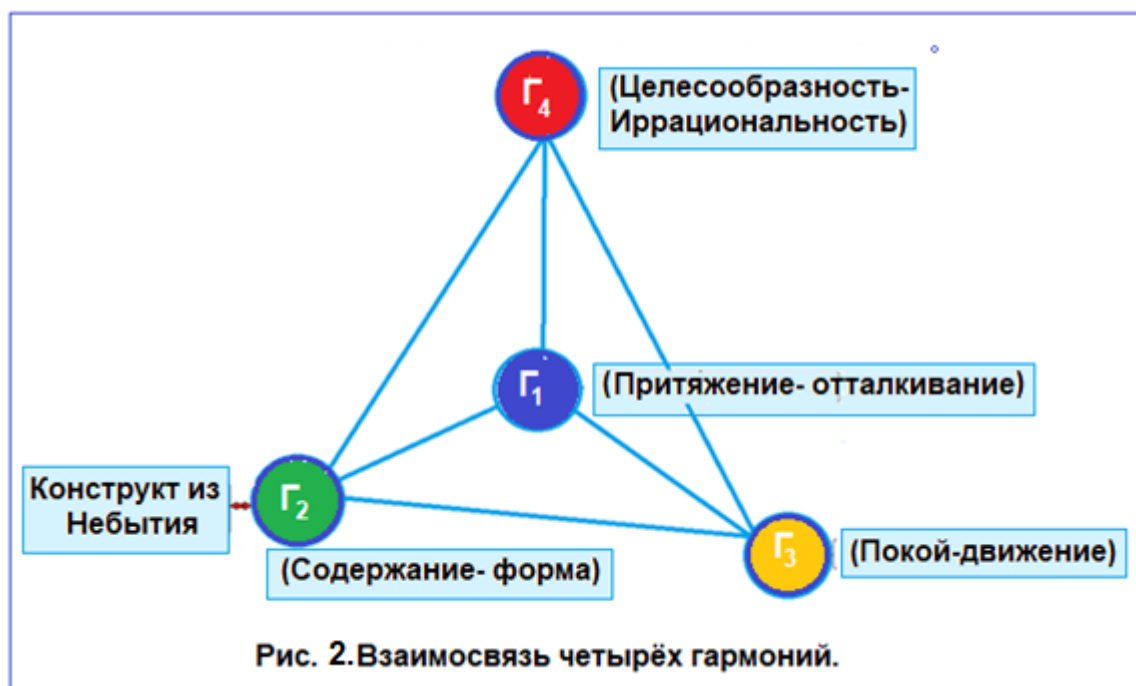 Г4
(Целесообразность-
Иррациональность)
Г1
(Притяжение- отталкивание)
Конструкт из
Небытия
Г2
(Содержание- форма)
Г3
(Покой-движение)
Рис. 2.Взаимосвязь четырёх гармоний.